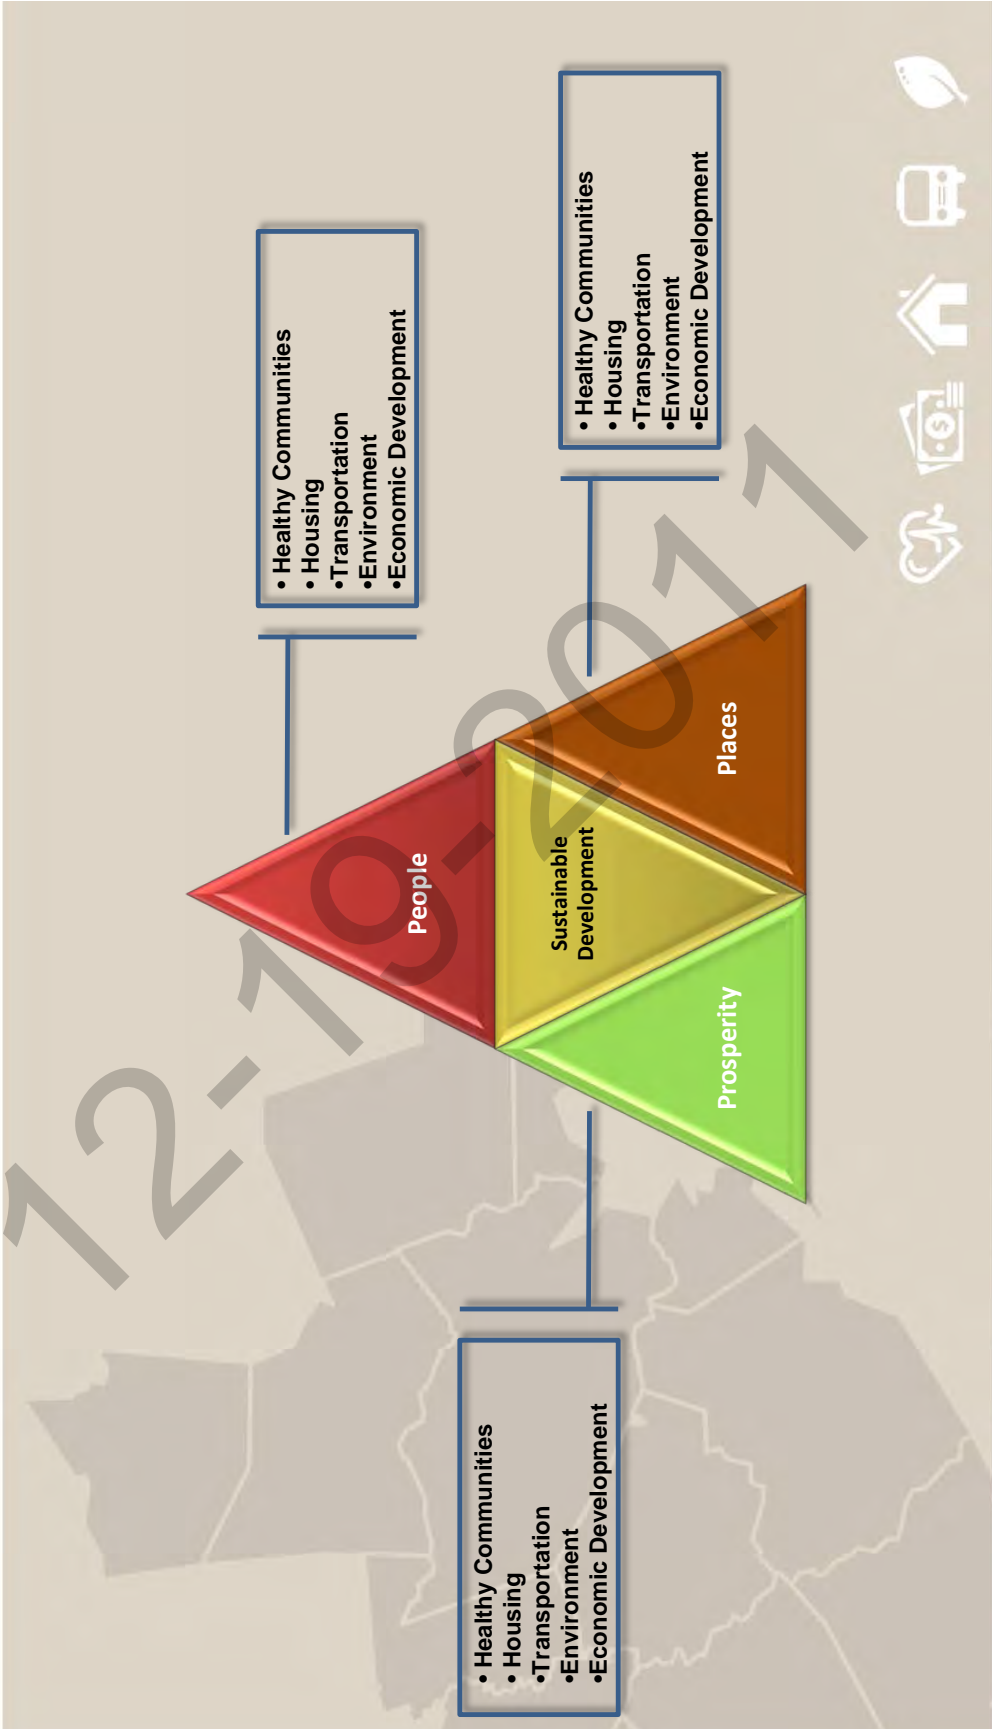 • Healthy Communities
• Housing
•Transportation
•Environment
•Economic Development
People
• Healthy Communities
• Housing
•Transportation
•Environment
•Economic Development
Sustainable
Development
• Healthy Communities
• Housing
•Transportation
•Environment
•Economic Development
Prosperity
Places
12-19-2011